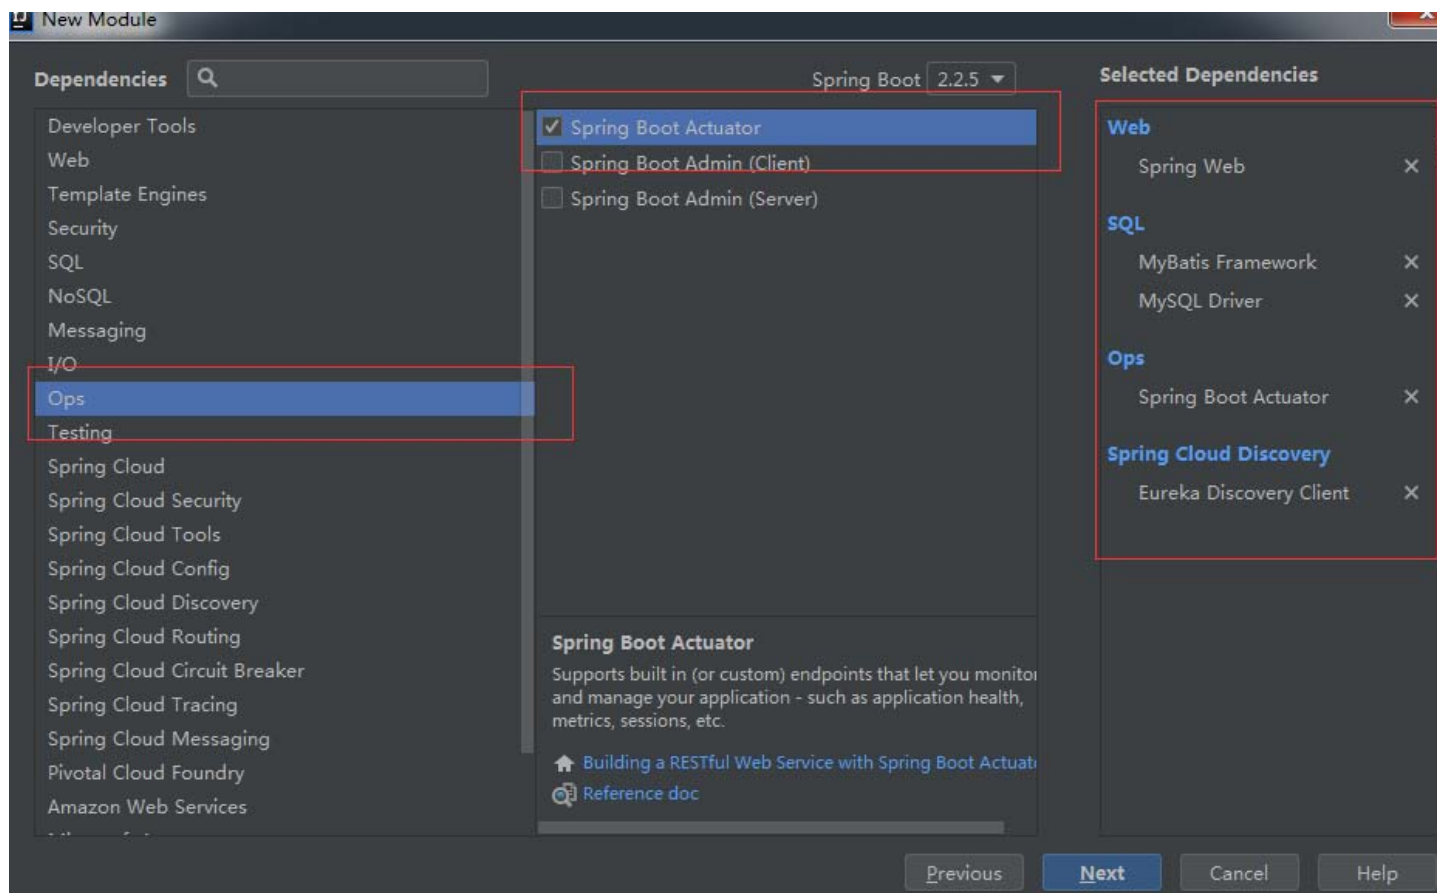 New Module
Dependencies
Spring Boot 2.2.5
Selected Dependencies
Developer Tools
Web
Template Engines
Security
SQL
NoSQL
Messaging
I/O
Ops
Testing
Spring Cloud
Spring Cloud Security
Spring Cloud Tools
Spring Cloud Config
Spring Cloud Discovery
Spring Cloud Routing
Spring Cloud Circuit Breaker
Spring Cloud Tracing
Spring Cloud Messaging
Pivotal Cloud Foundry
Amazon Web Services
Spring Boot Actuator
Spring Boot Admin (Client)
Spring Boot Admin (Server)
Spring Boot Actuator
Supports built in (or custom) endpoints that let you monitor
and manage your application - such as application health,
metrics, sessions, etc.
Building a RESTful Web Service with Spring Boot Actuat
Reference doc
Web
Spring Web
SQL
MyBatis Framework
MySQL Driver
Ops
Spring Boot Actuator
Spring Cloud Discovery
Eureka Discovery Client
Previous
Next
Cancel
Help